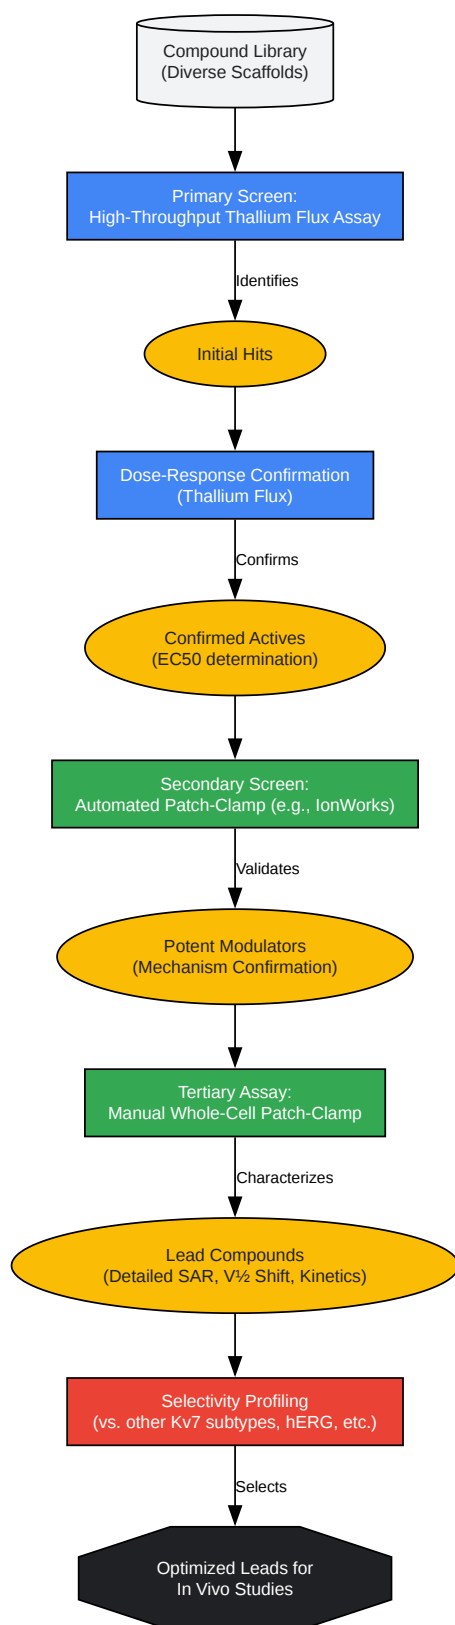 Compound Library
(Diverse Scaffolds)
Primary Screen:
High-Throughput Thallium Flux Assay
Identifies
Initial Hits
Dose-Response Confirmation
(Thallium Flux)
Confirms
Confirmed Actives
(EC50 determination)
Secondary Screen:
Automated Patch-Clamp (e.g., IonWorks)
Validates
Potent Modulators
(Mechanism Confirmation)
Tertiary Assay:
Manual Whole-Cell Patch-Clamp
Characterizes
Lead Compounds
(Detailed SAR, V½ Shift, Kinetics)
Selectivity Profiling
(vs. other Kv7 subtypes, hERG, etc.)
Selects
Optimized Leads for
In Vivo Studies